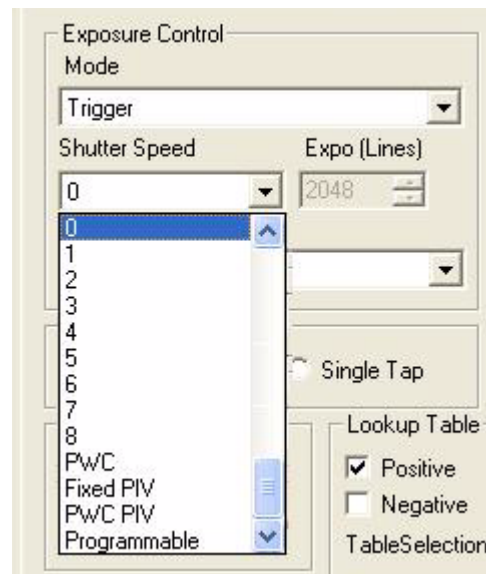 Exposure Control
Mode
Trigger
Shutter Speed Expo (Lines)
0 2048
0
1
2
3
4
5
6
7
8
PWC
Fixed PIV
PWC PIV
Programmable
Single Tap
Lookup Table
Positive
Negative
TableSelection